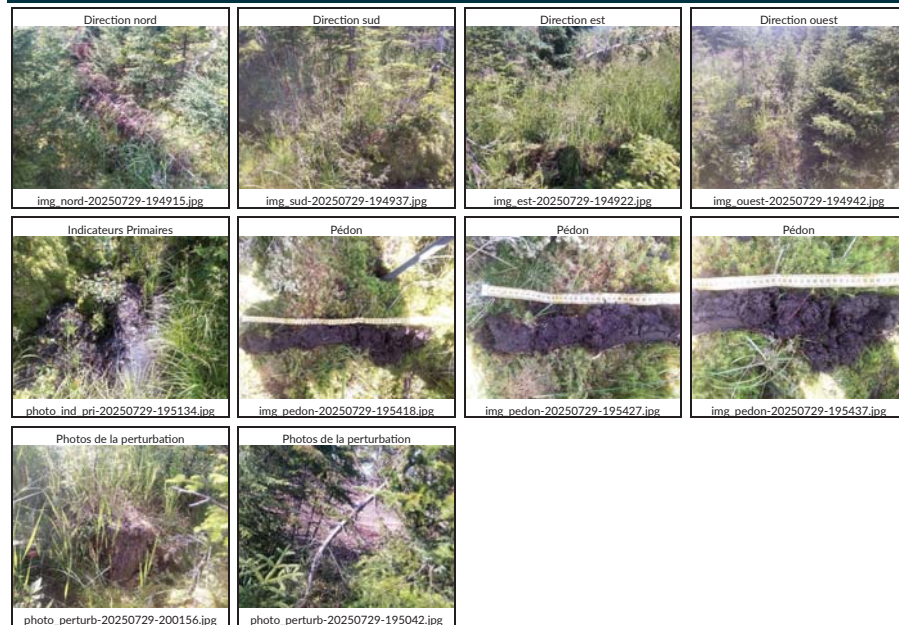 Direction nord
Direction sud
Direction est
Direction ouest
img_nord-20250729-194915.jpg
img_sud-20250729-194937.jpg
img_est-20250729-194922.jpg
img_ouest-20250729-194942.jpg
Indicateurs Primaires
Pédon
Pédon
Pédon
photo_ind_pri-20250729-195134.jpg
img_pedon-20250729-195418.jpg
img_pedon-20250729-195427.jpg
img_pedon-20250729-195437.jpg
Photos de la perturbation
Photos de la perturbation
photo_perturb-20250729-200156.jpg
photo_perturb-20250729-195042.jpg